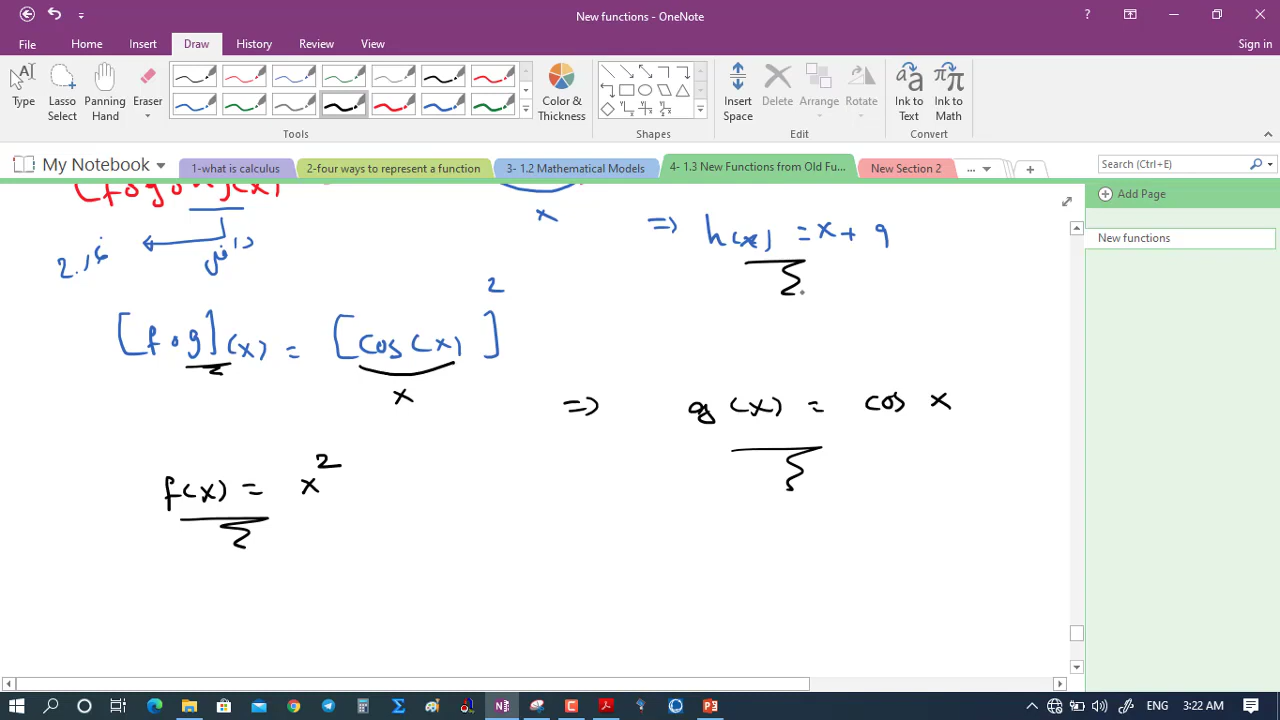 New functions - OneNote
Sign in
File Home Insert Draw History Review View
Type
Lasso Select
Panning Hand
Eraser
Color & Thickness
Insert Space
Delete
Arrange
Rotate
Ink to Text
Ink to Math
Tools
Shapes
Edit
Convert
My Notebook
1-what is calculus
2-four ways to represent a function
3- 1.2 Mathematical Models
4- 1.3 New Functions from Old Fu...
New Section 2
...
Search (Ctrl+E)
Add Page
New functions
x
⇒ h(x) = x + 9
[f o g] (x) = [cos (x)]²
x
⇒ g (x) = cos x
f(x) = x²
ENG 3:22 AM